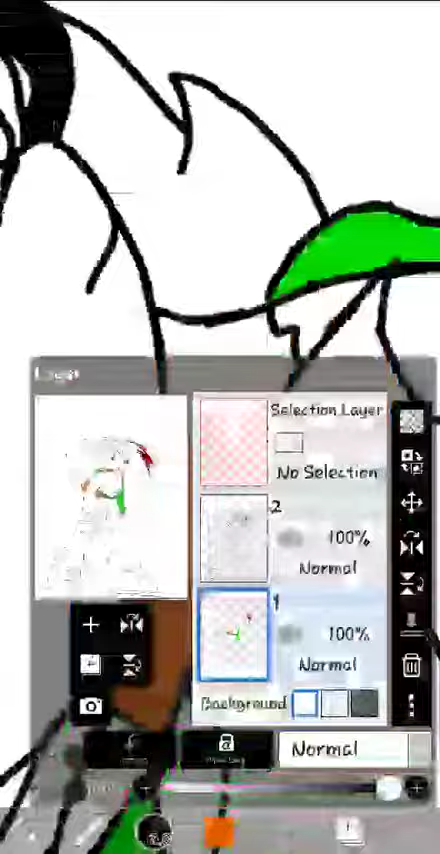 Layer
Selection Layer
No Selection
2
100%
Normal
1
100%
Normal
Background
Normal